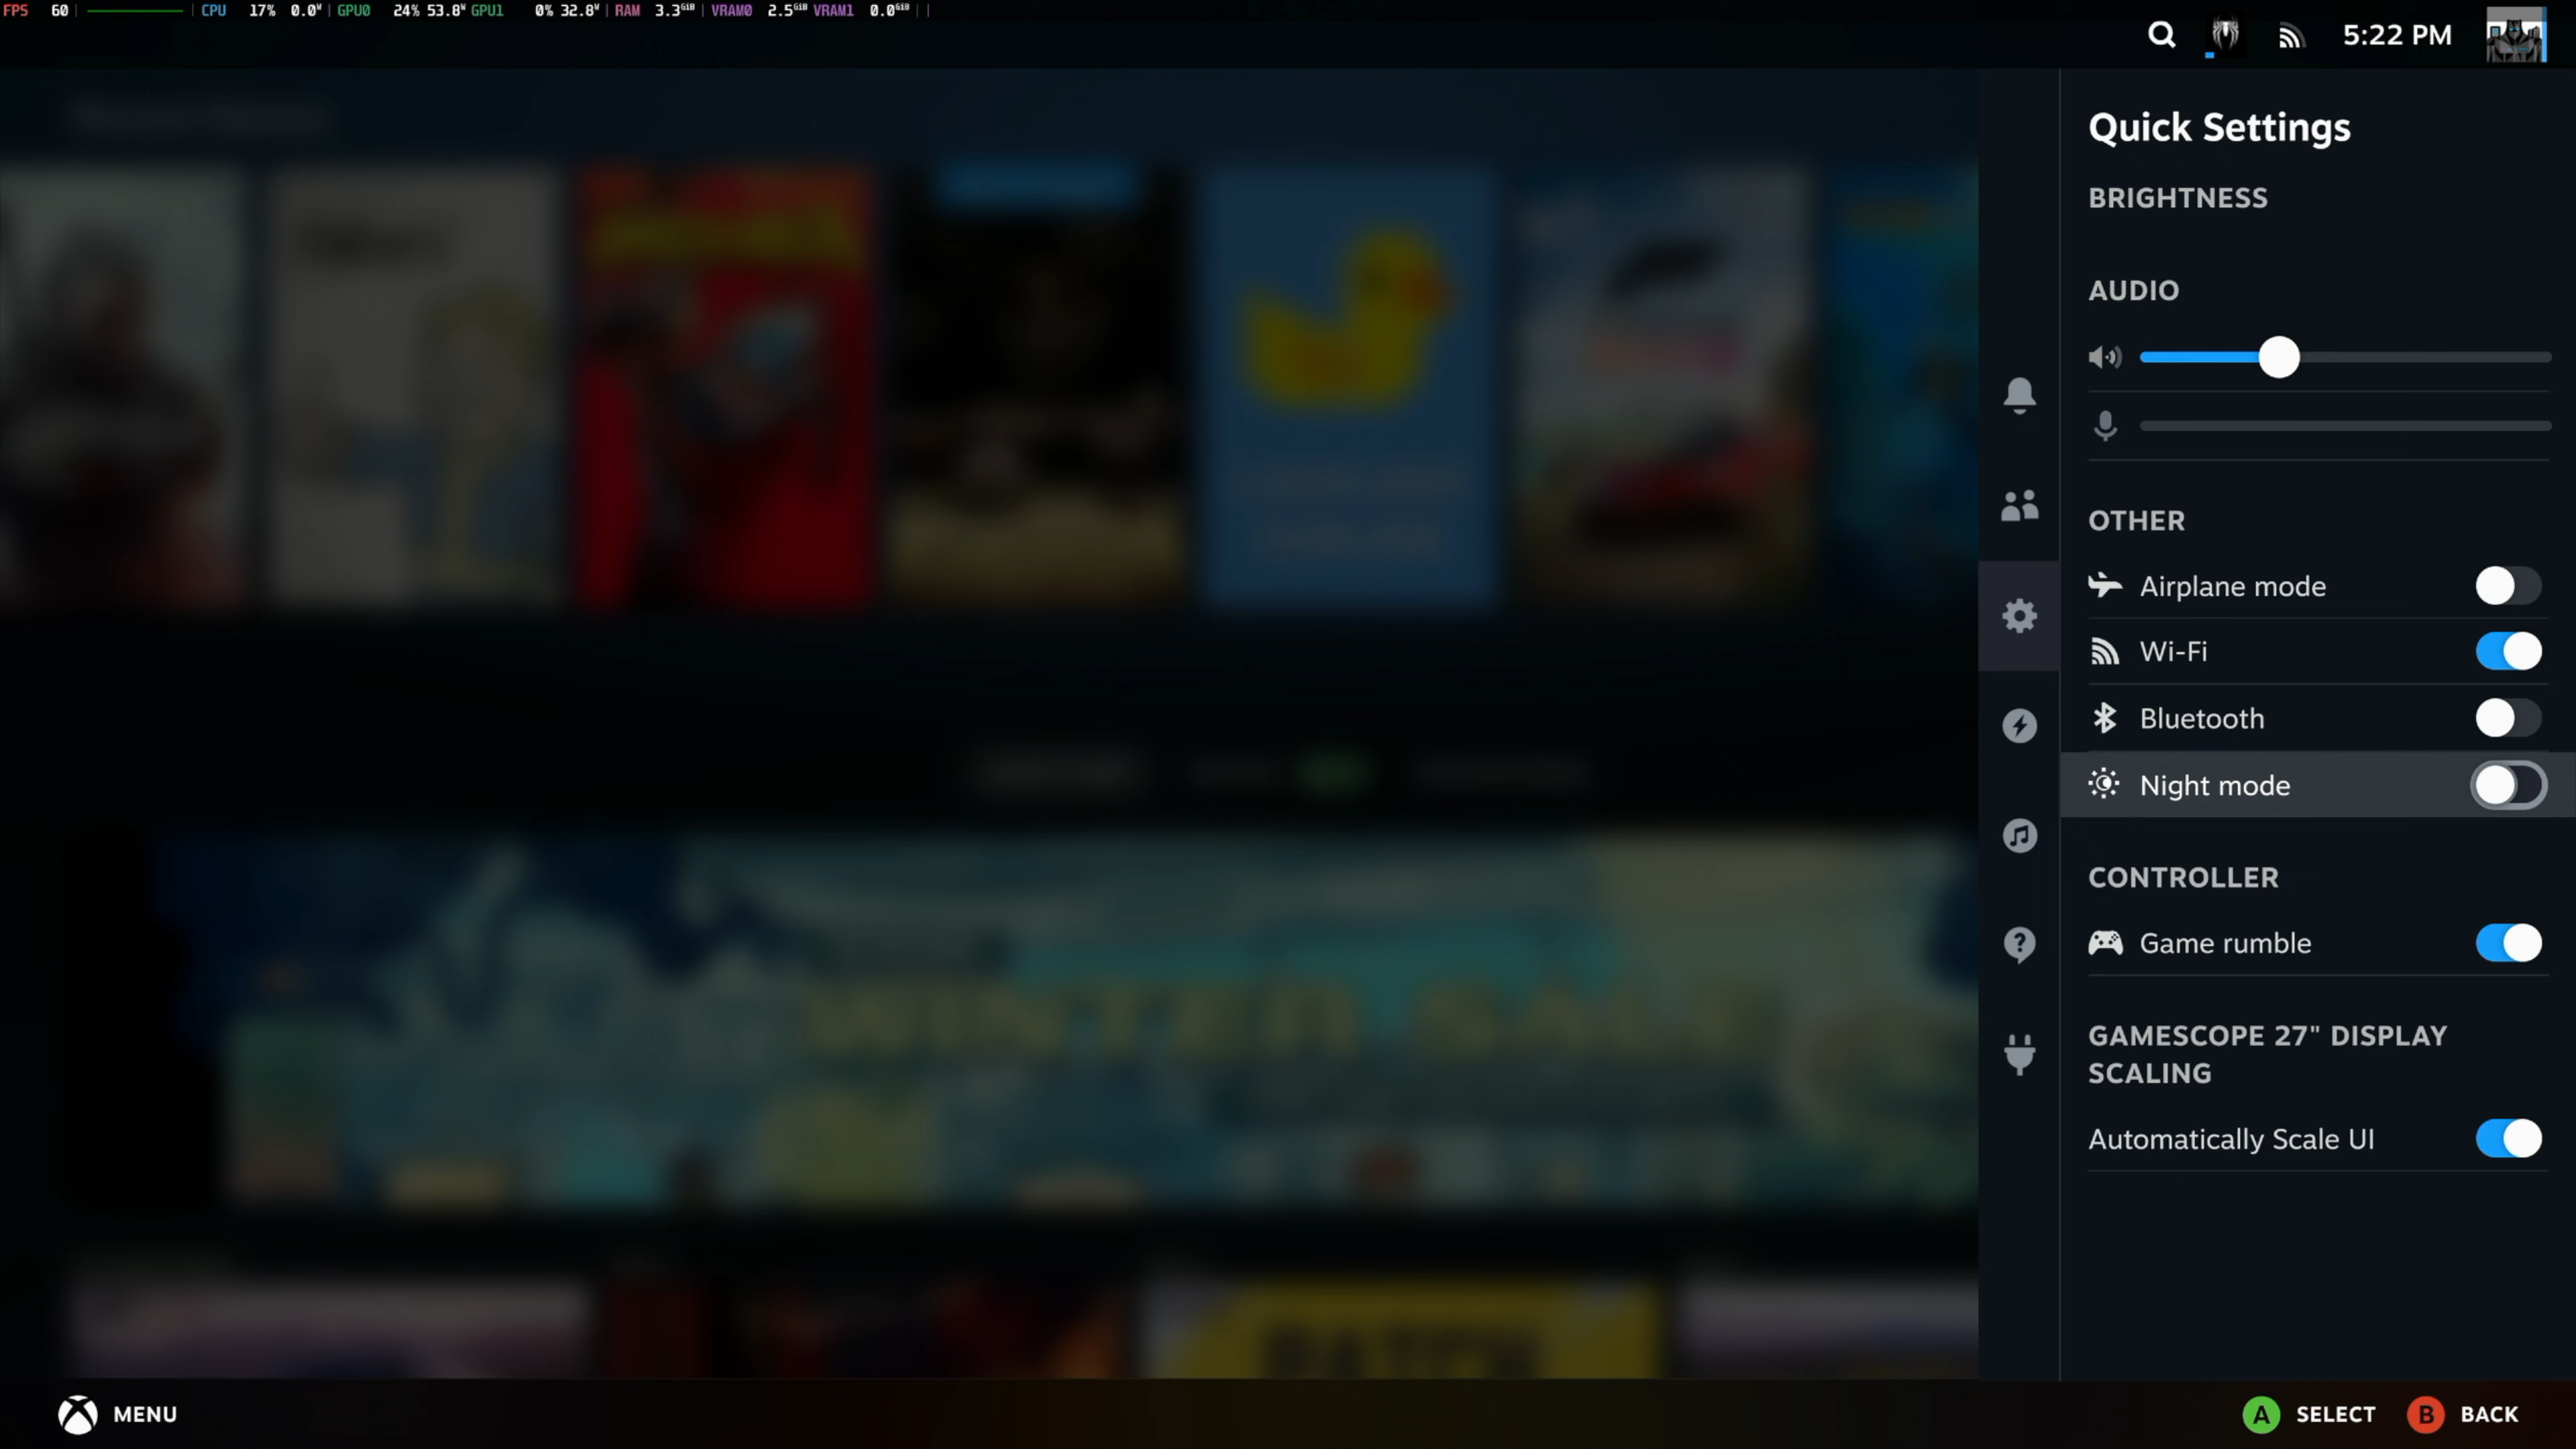 FPS 60 CPU 17% 0.0W GPU0 24% 53.8W GPU1 0% 32.8W RAM 3.3GiB VRAM0 2.5GiB VRAM1 0.0GiB
5:22 PM
Quick Settings
BRIGHTNESS
AUDIO
OTHER
Airplane mode
Wi-Fi
Bluetooth
Night mode
CONTROLLER
Game rumble
GAMESCOPE 27" DISPLAY
SCALING
Automatically Scale UI
WINTER SALE
MENU
A SELECT B BACK